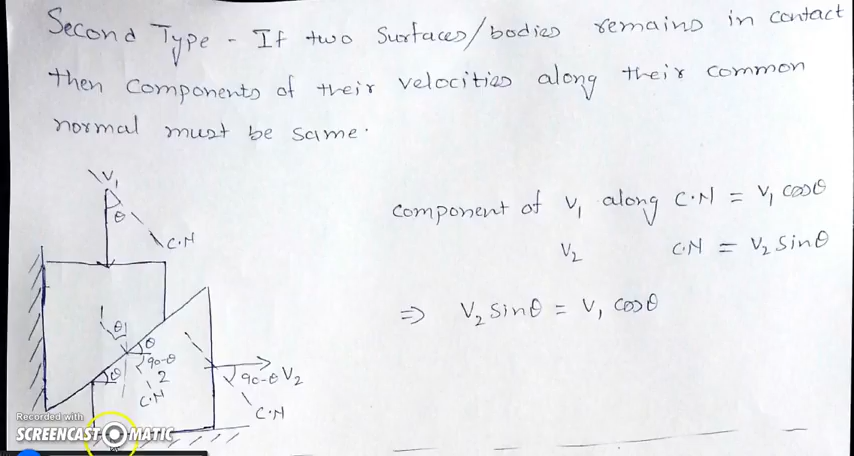 Second Type - If two Surfaces/bodies remains in contact
then components of their velocities along their common
normal must be same.
V₁
θ
C.N
component of V₁ along C.N = V₁ cosθ
V₂ C.N = V₂ Sinθ
⇒ V₂ Sinθ = V₁ cosθ
θ
θ
90-θ
θ
2
C.N
90-θ V₂
C.N
Recorded with
SCREENCAST MATIC